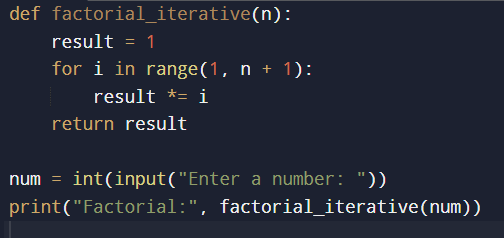 def factorial_iterative(n):
    result = 1
    for i in range(1, n + 1):
        result *= i
    return result

num = int(input("Enter a number: "))
print("Factorial:", factorial_iterative(num))